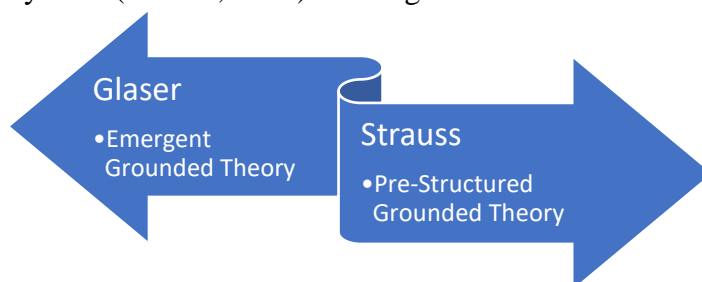 Glaser
•Emergent
Grounded Theory
Strauss
•Pre-Structured
Grounded Theory